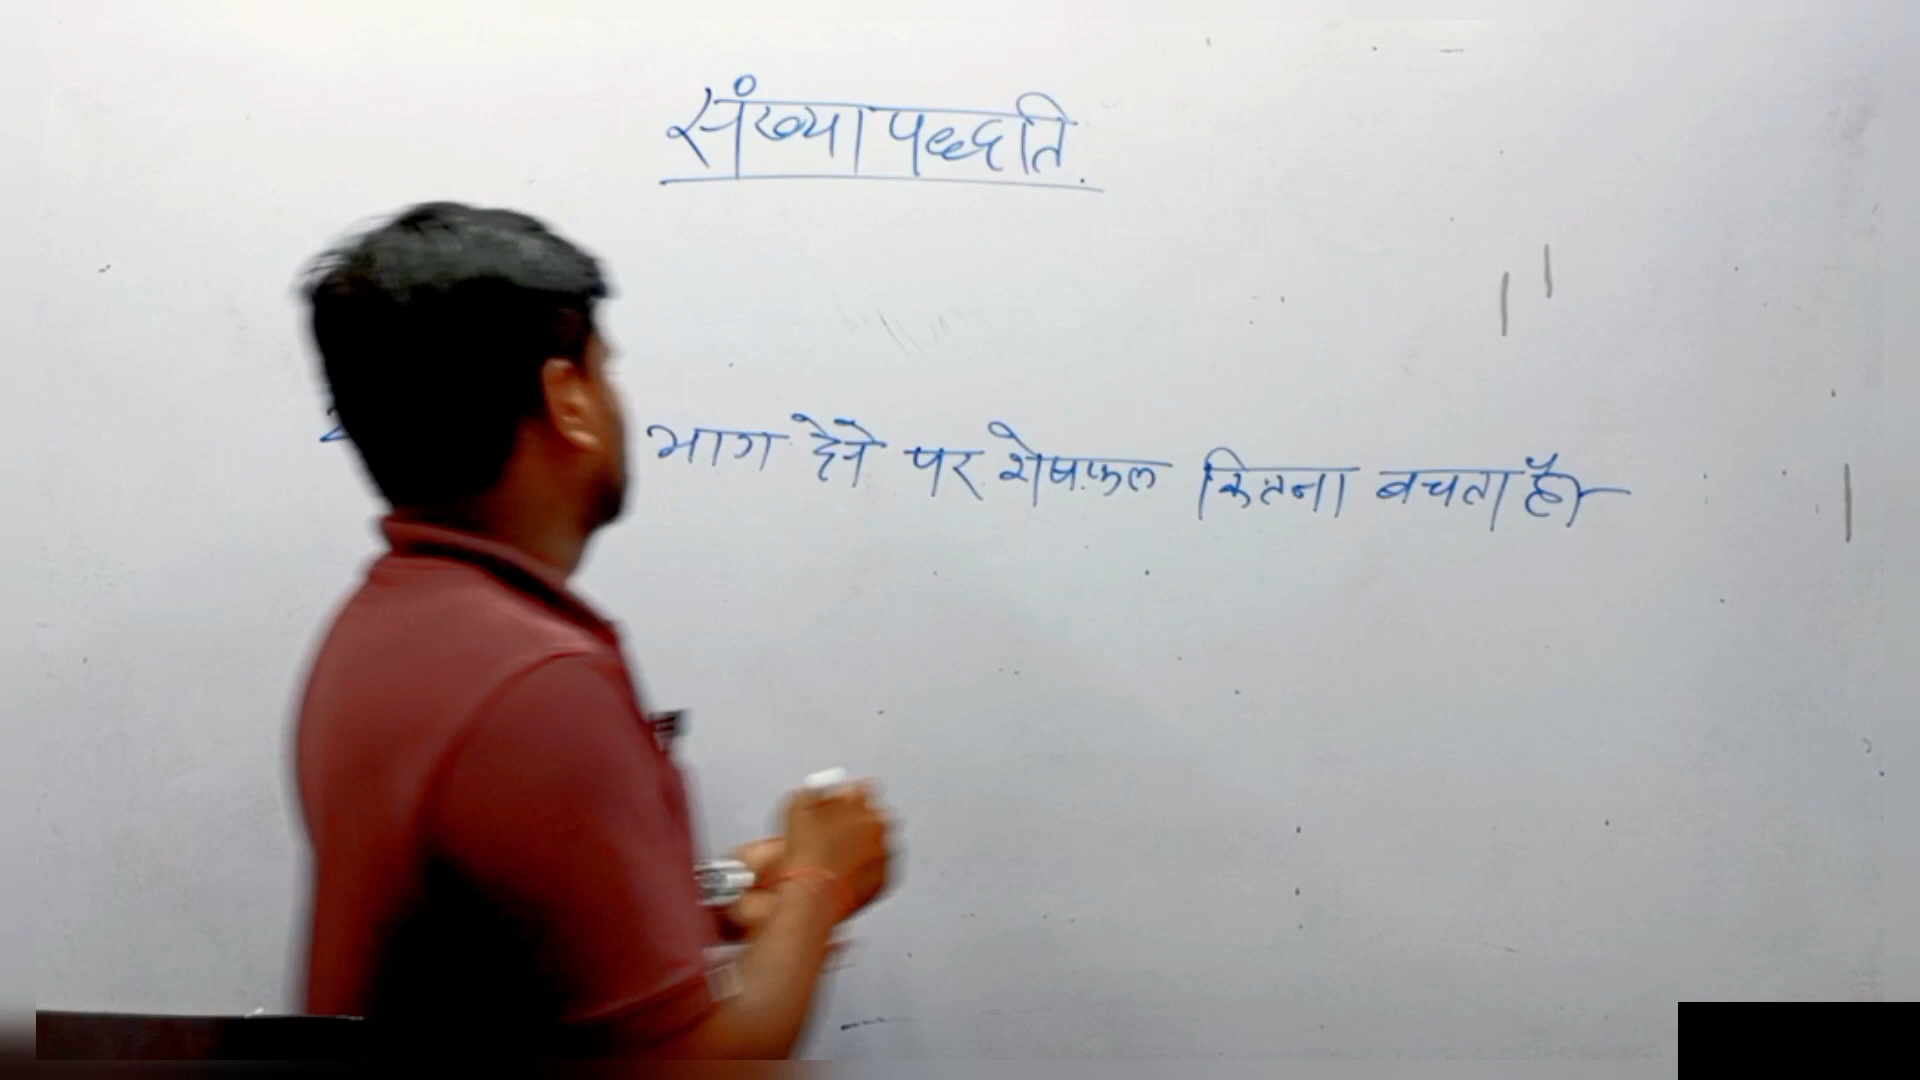 संख्या पद्धति.
भाग देने पर शेषफल कितना बचता है